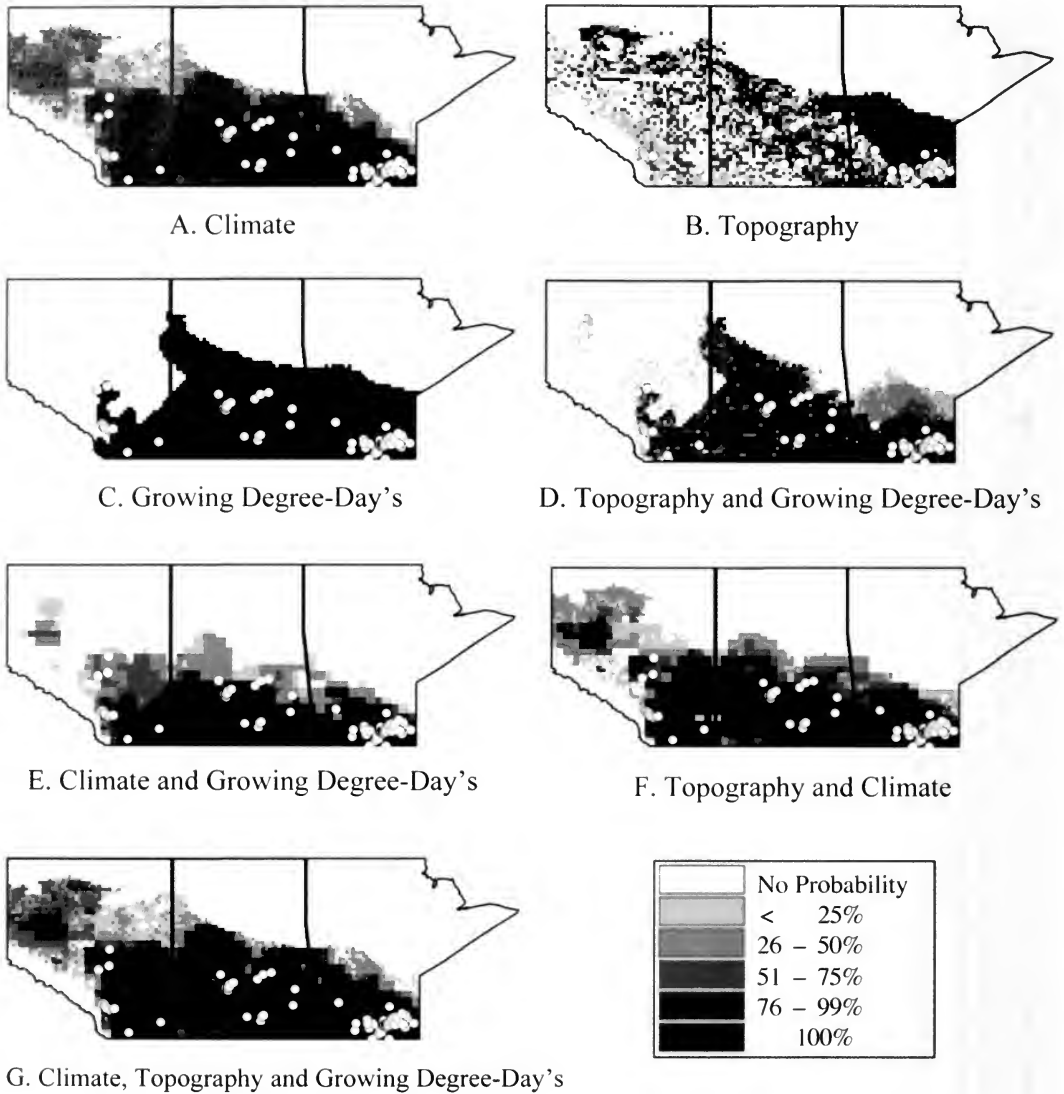 A. Climate
B. Topography
C. Growing Degree-Day's
D. Topography and Growing Degree-Day's
E. Climate and Growing Degree-Day's
F. Topography and Climate
G. Climate, Topography and Growing Degree-Day's
No Probability
< 25%
26 – 50%
51 – 75%
76 – 99%
100%